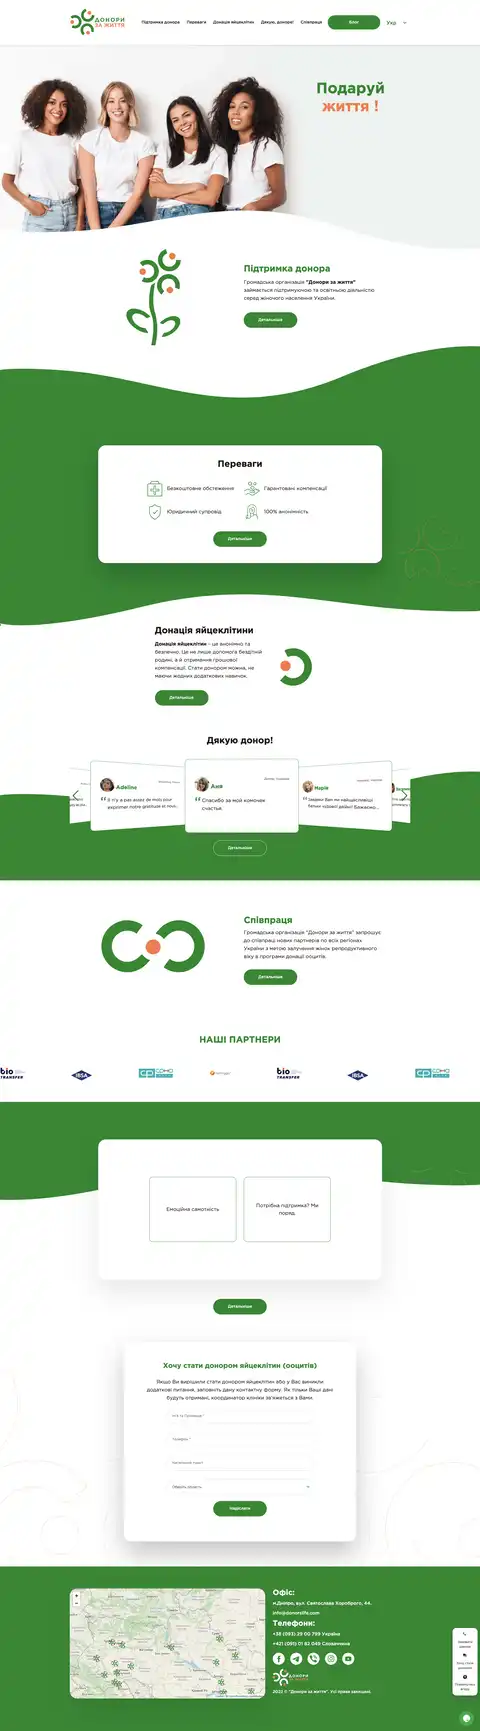 ДОНОРИ
ЗА ЖИТТЯ
Підтримка донора
Переваги
Донація яйцеклітин
Дякую, донор!
Співпраця
Блог
Укр
Подаруй
життя !
Підтримка донора
Громадська організація "Донори за життя"
займається підтримуючою та освітньою діяльністю
серед жіночого населення України.
Детальніше
Переваги
Безкоштовне обстеження
Гарантовані компенсації
Юридичний супровід
100% анонімність
Детальніше
Донація яйцеклітини
Донація яйцеклітин – це анонімно та
безпечно. Це не лише допомога бездітній
родині, а й отримання грошової
компенсації. Стати донором можна, не
маючи жодних додаткових навичок.
Детальніше
Дякую донор!
Adeline
Il n'y a pas assez de mots pour
exprimer notre gratitude et nous...
Аня
Спасибо за мой комочек
счастья.
Марія
Завдяки Вам ми найщасливіші
батьки чудової двійні! Бажаємо...
Детальніше
Співпраця
Громадська організація "Донори за життя" запрошує
до співпраці нових партнерів по всіх регіонах
України з метою залучення жінок репродуктивного
віку в програми донації ооцитів.
Детальніше
НАШІ ПАРТНЕРИ
bio
TRANSFER
IBSA
CP
bio
TRANSFER
IBSA
CP
Емоційна самотність
Потрібна підтримка? Ми
поряд.
Детальніше
Хочу стати донором яйцеклітин (ооцитів)
Якщо Ви вирішили стати донором яйцеклітин або у Вас виникли
додаткові питання, заповніть дану контактну форму. Як тільки Ваші дані
будуть отримані, координатор клініки зв'яжеться з Вами.
Ім'я та Прізвище *
Телефон *
Оберіть область
Надіслати
Офіс:
м.Дніпро, вул. Святослава Хороброго, 44.
info@donorslife.com
Телефони:
+38 (093) 29 00 799 Україна
+421 (091) 01 83 049 Словаччина
ДОНОРИ
ЗА ЖИТТЯ
2022 © "Донори за життя". Усі права захищені.